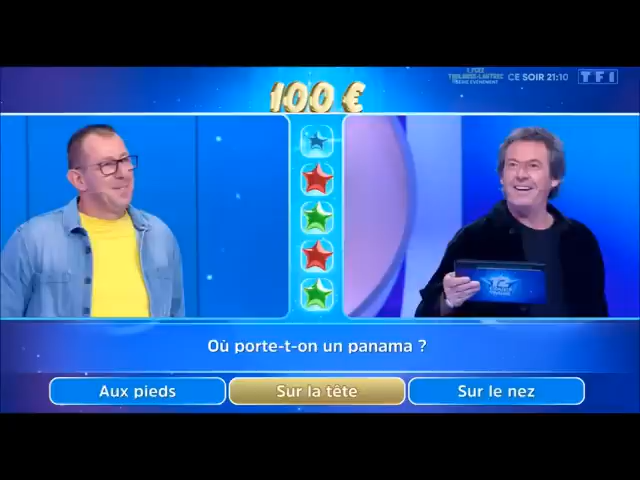 CE SOIR 21:10
TF1
100 €
12
Où porte-t-on un panama ?
Aux pieds
Sur la tête
Sur le nez